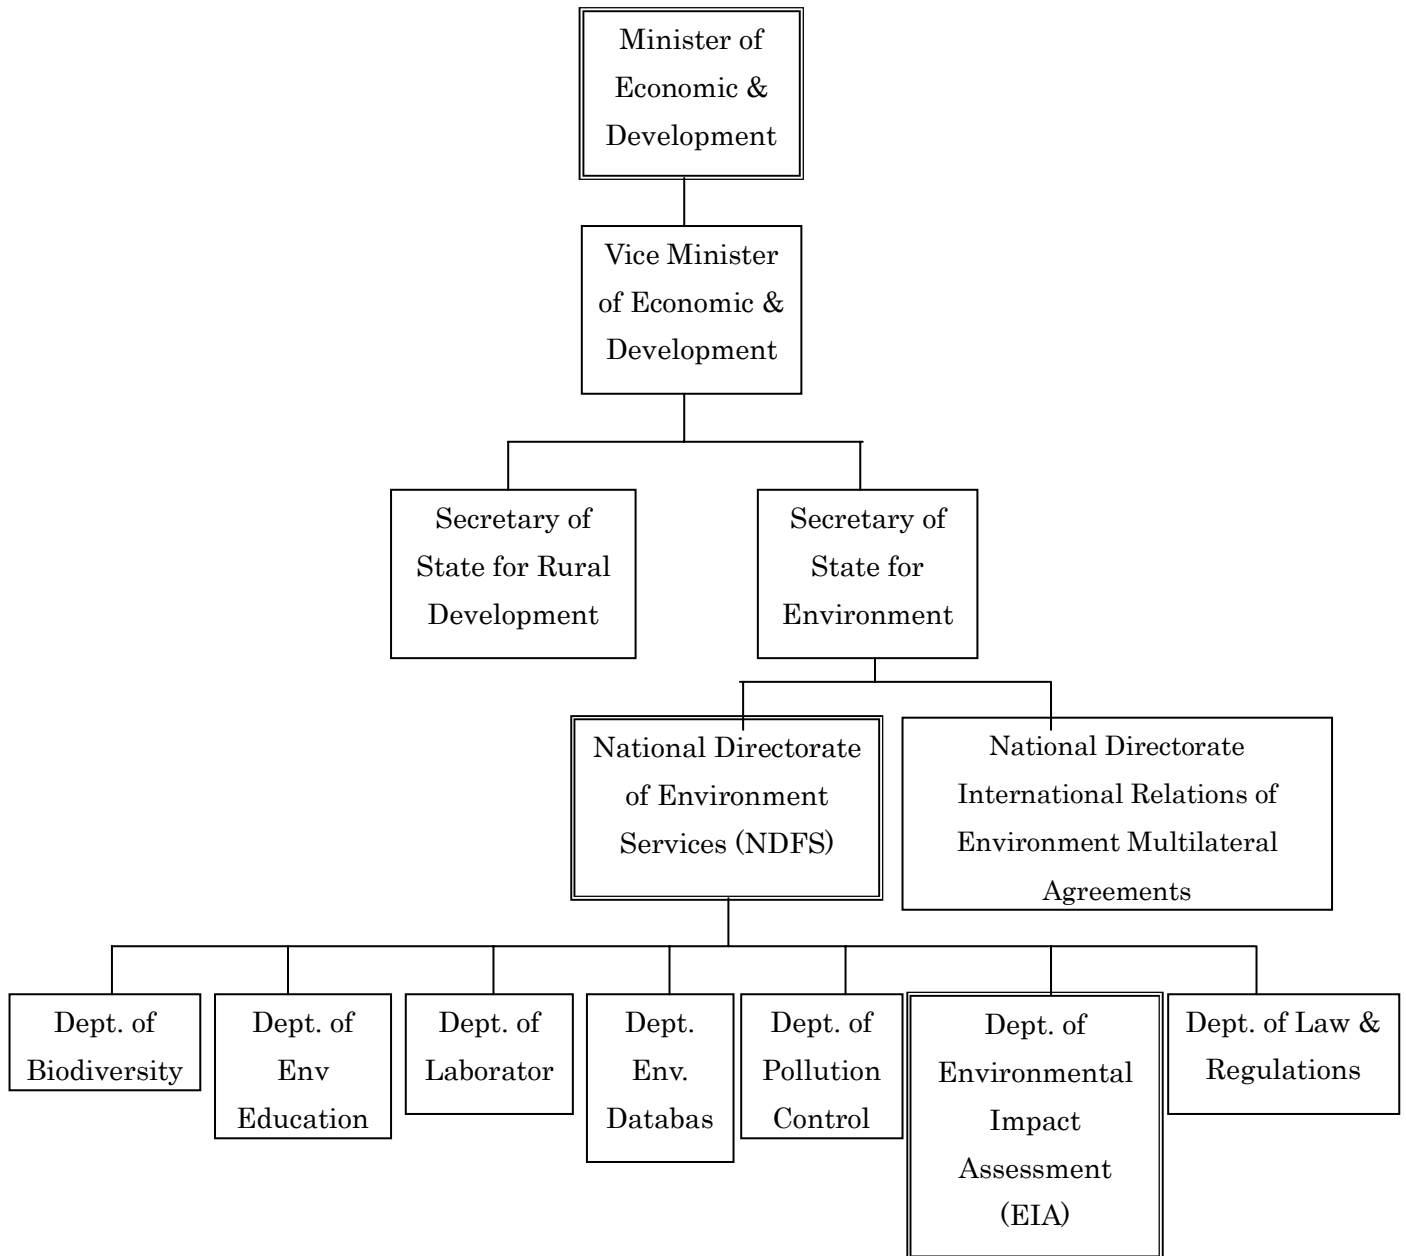 Minister of
Economic &
Development
Vice Minister
of Economic &
Development
Secretary of
State for Rural
Development
Secretary of
State for
Environment
National Directorate
of Environment
Services (NDFS)
National Directorate
International Relations of
Environment Multilateral
Agreements
Dept. of
Biodiversity
Dept. of
Env
Education
Dept. of
Laborator
Dept.
Env.
Databas
Dept. of
Pollution
Control
Dept. of
Environmental
Impact
Assessment
(EIA)
Dept. of Law &
Regulations